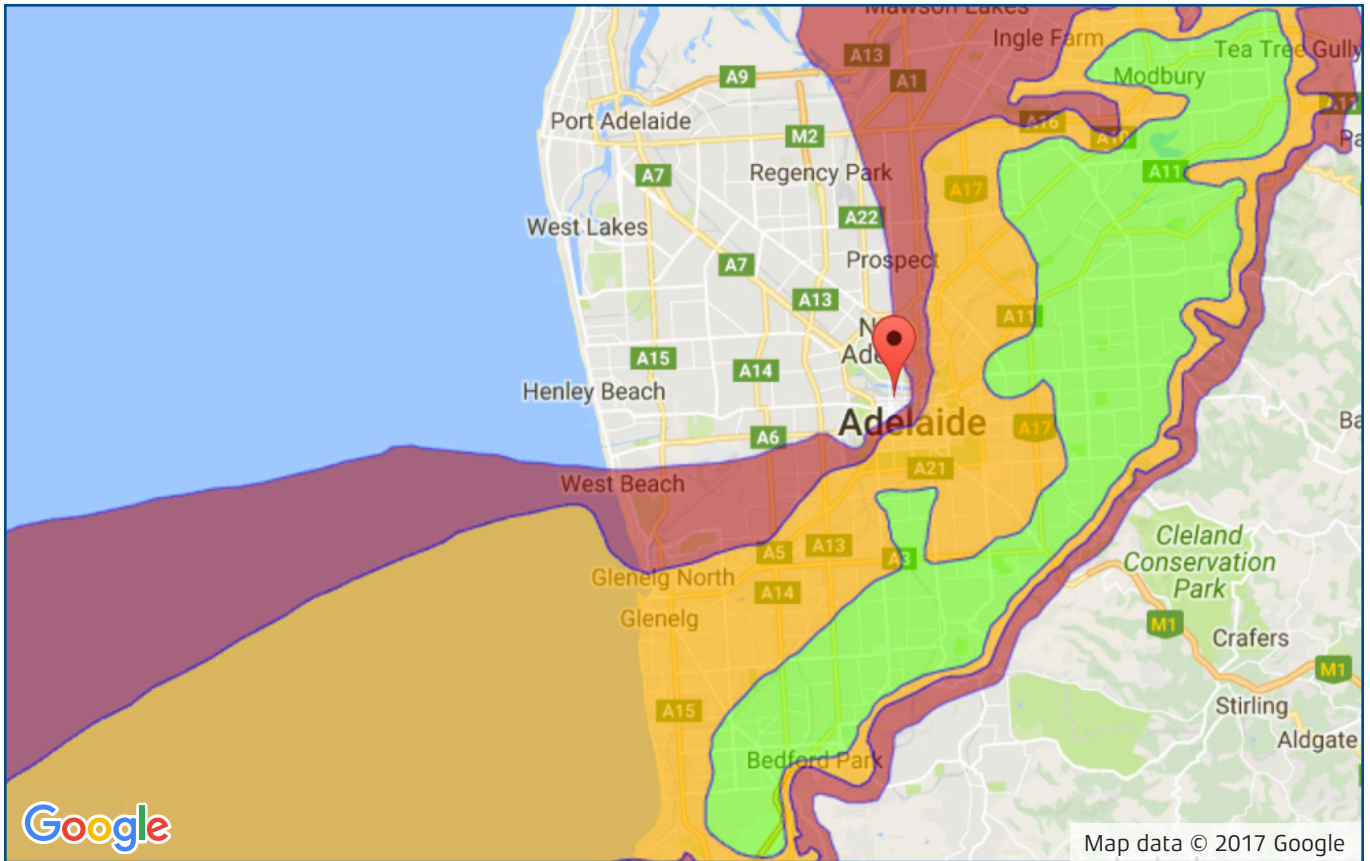 Mawson Lakes
Ingle Farm
A13
Tea Tree Gully
A9
A1
Modbury
Port Adelaide
A16
M2
A10
Regency Park
A11
A7
A17
A22
West Lakes
Prospect
A7
A13
A11
A15
A14
Henley Beach
Adelaide
A17
A6
A21
West Beach
A5
A13
A3
Cleland
Conservation
Park
Glenelg North
A14
Glenelg
M1
Crafers
M1
A15
Stirling
Aldgate
Bedford Park
Google
Map data © 2017 Google